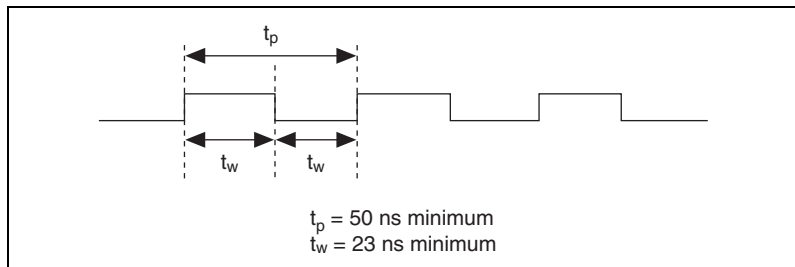 tp
tw tw
tp = 50 ns minimum
tw = 23 ns minimum